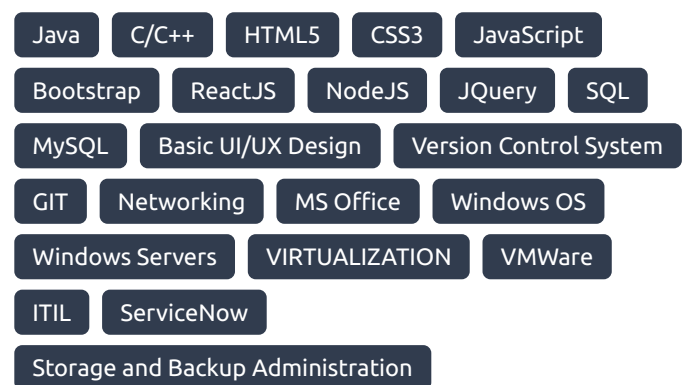 Java C/C++ HTML5 CSS3 JavaScript
Bootstrap ReactJS NodeJS JQuery SQL
MySQL Basic UI/UX Design Version Control System
GIT Networking MS Office Windows OS
Windows Servers VIRTUALIZATION VMWare
ITIL ServiceNow
Storage and Backup Administration